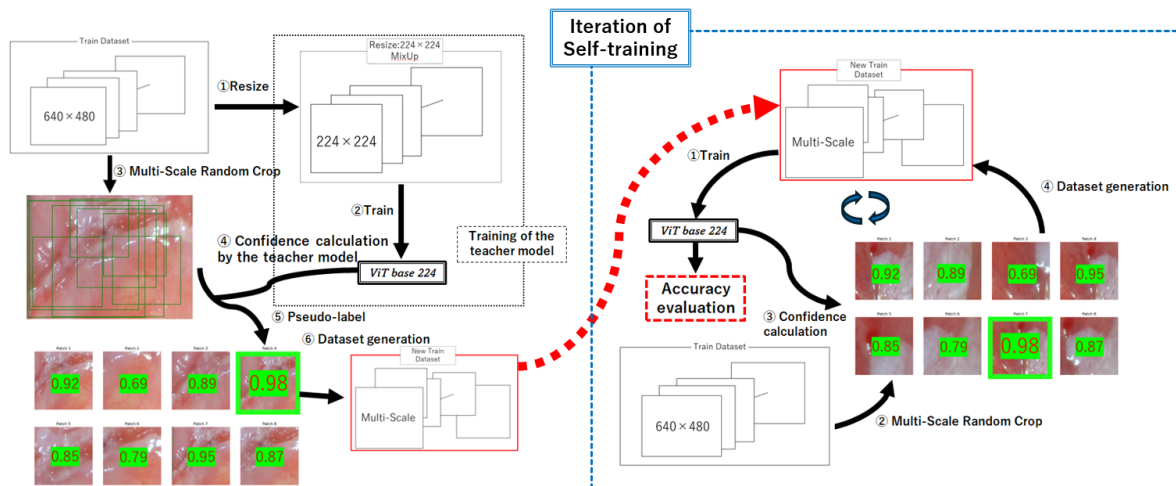 Iteration of
Self-training
Train Dataset
640×480
①Resize
Resize:224×224
MixUp
224×224
③ Multi-Scale Random Crop
②Train
④ Confidence calculation
by the teacher model
Training of the
teacher model
ViT base 224
⑤ Pseudo-label
⑥ Dataset generation
Patch 1
Patch 2
Patch 3
Patch 4
0.92
0.69
0.89
0.98
Patch 5
Patch 6
Patch 7
Patch 8
0.85
0.79
0.95
0.87
New Train
Dataset
Multi-Scale
New Train
Dataset
Multi-Scale
①Train
④ Dataset generation
ViT base 224
Accuracy
evaluation
③ Confidence
calculation
Patch 1
Patch 2
Patch 3
Patch 4
0.92
0.89
0.69
0.95
Patch 5
Patch 6
Patch 7
Patch 8
0.85
0.79
0.98
0.87
Train Dataset
640×480
② Multi-Scale Random Crop